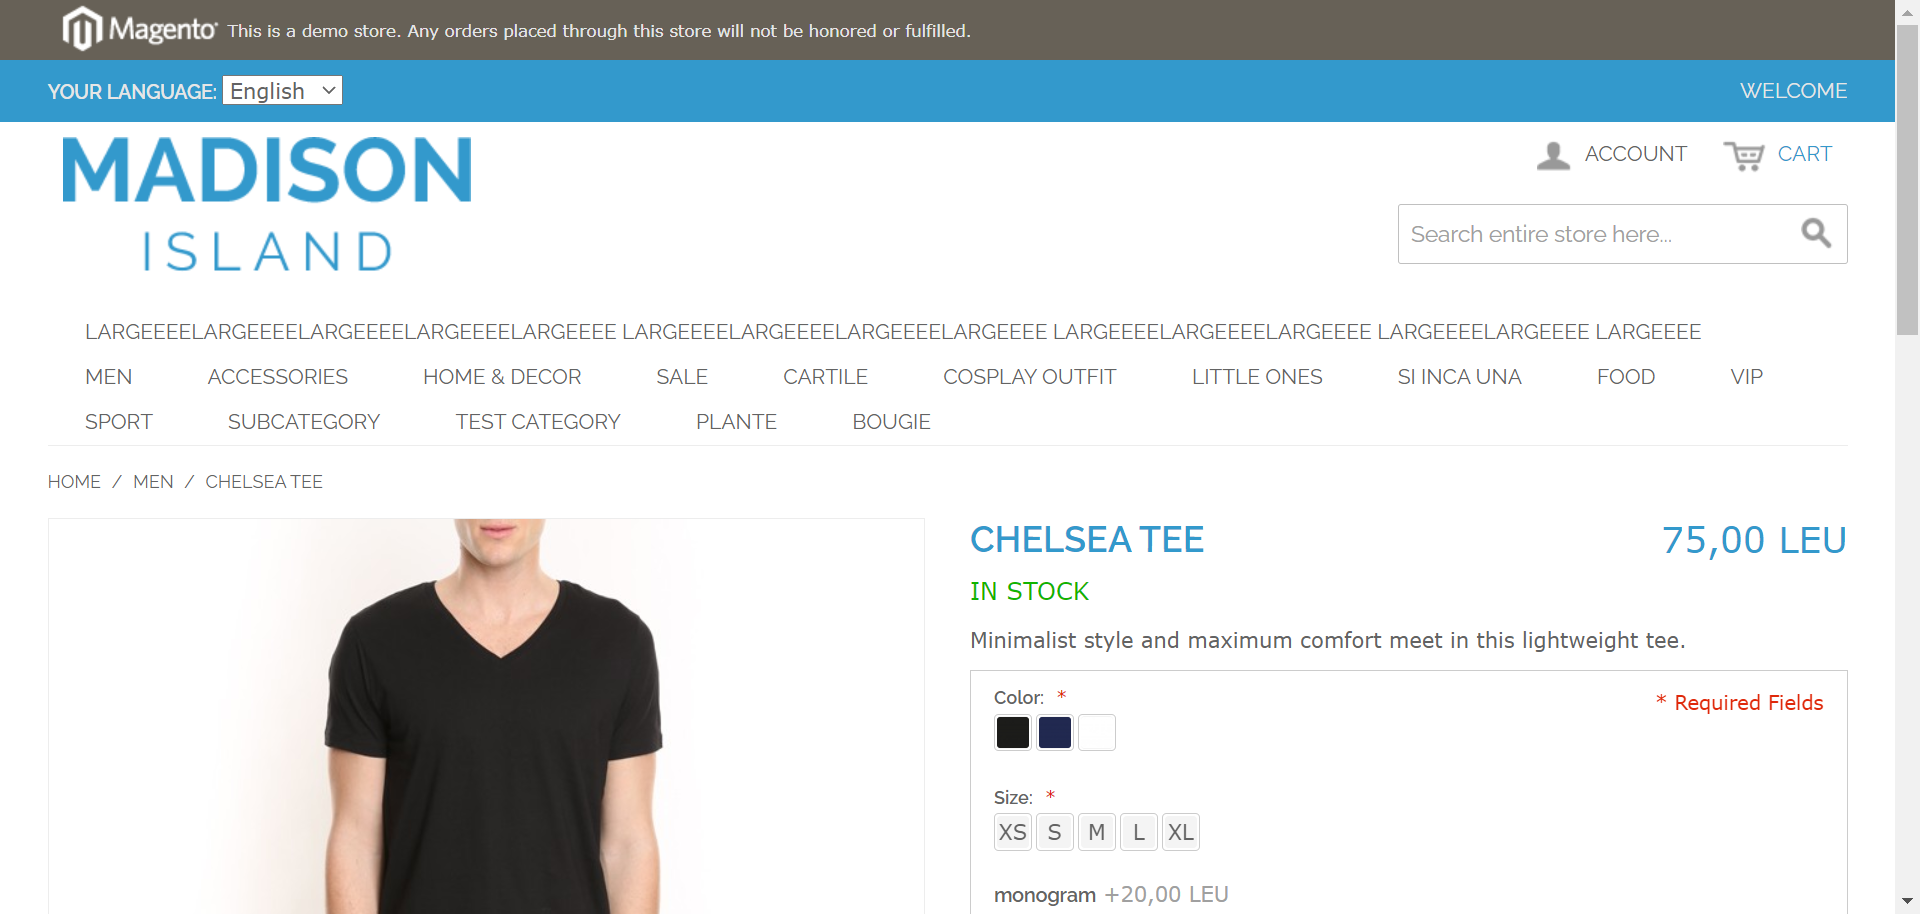 Magento This is a demo store. Any orders placed through this store will not be honored or fulfilled.
YOUR LANGUAGE: English WELCOME
MADISON
ISLAND
ACCOUNT CART
Search entire store here...
LARGEEEELARGEEEELARGEEEELARGEEEELARGEEEE LARGEEEELARGEEEELARGEEEELARGEEEE LARGEEEELARGEEEELARGEEEE LARGEEEELARGEEEE LARGEEEE
MEN ACCESSORIES HOME & DECOR SALE CARTILE COSPLAY OUTFIT LITTLE ONES SI INCA UNA FOOD VIP
SPORT SUBCATEGORY TEST CATEGORY PLANTE BOUGIE
HOME / MEN / CHELSEA TEE
CHELSEA TEE 75,00 LEU
IN STOCK
Minimalist style and maximum comfort meet in this lightweight tee.
Color: *
* Required Fields
Size: *
XS S M L XL
monogram +20,00 LEU